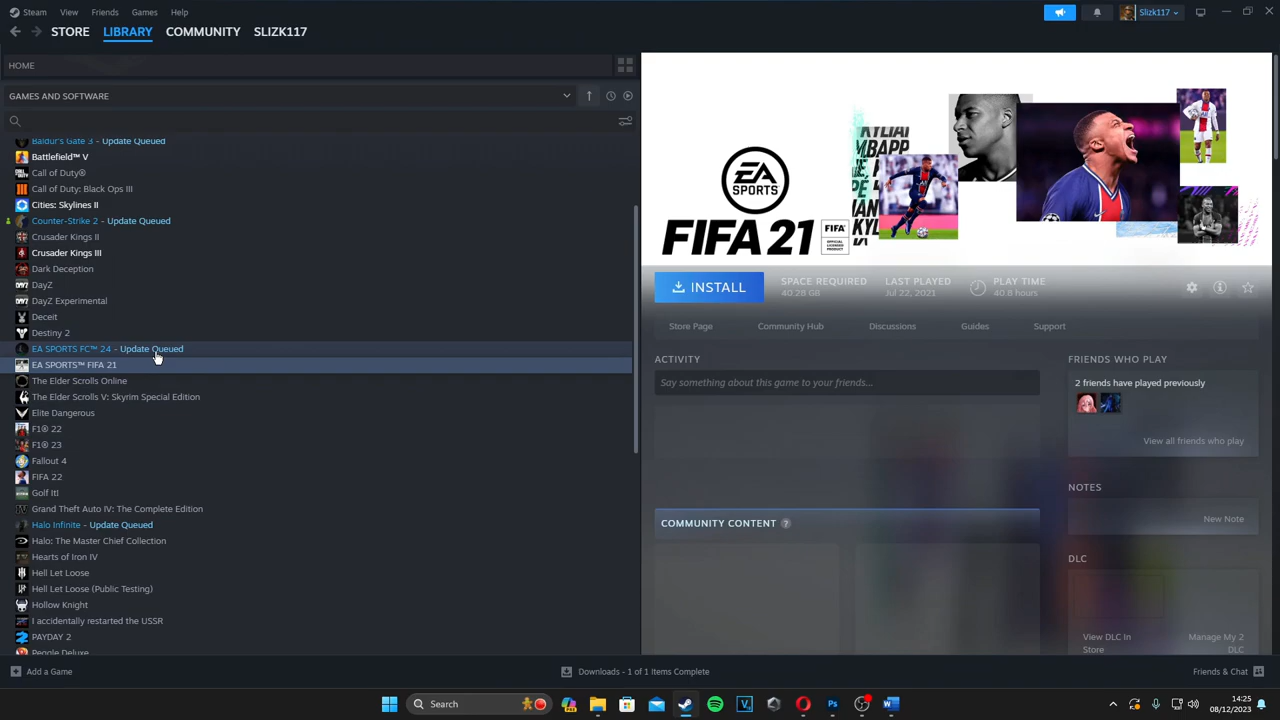 Steam View Friends Games Help
Slizk117
STORE LIBRARY COMMUNITY SLIZK117
HOME
GAMES AND SOFTWARE
Baldur's Gate 3 - Update Queued
Battlefield™ V
Call of Duty®
Call of Duty: Black Ops III
Cities: Skylines II
Counter-Strike 2 - Update Queued
Crusader Kings II
Crusader Kings III
Dark Deception
DayZ
DayZ Experimental
Deceit
Destiny 2
EA SPORTS FC™ 24 - Update Queued
EA SPORTS™ FIFA 21
The Elder Scrolls Online
The Elder Scrolls V: Skyrim Special Edition
Elite Dangerous
F1® 22
F1® 23
Fallout 4
FIFA 22
Golf It!
Grand Theft Auto IV: The Complete Edition
Halo Infinite - Update Queued
Halo: The Master Chief Collection
Hearts of Iron IV
Hell Let Loose
Hell Let Loose (Public Testing)
Hollow Knight
I accidentally restarted the USSR
PAYDAY 2
Peggle Deluxe
EA
SPORTS
FIFA 21
FIFA
OFFICIAL
LICENSED
PRODUCT
KYLIAN
MBAPPÉ
INSTALL
SPACE REQUIRED
40.28 GB
LAST PLAYED
Jul 22, 2021
PLAY TIME
40.8 hours
Store Page Community Hub Discussions Guides Support
ACTIVITY
Say something about this game to your friends...
COMMUNITY CONTENT ?
FRIENDS WHO PLAY
2 friends have played previously
View all friends who play
NOTES
New Note
DLC
View DLC In
Store
Manage My 2
DLC
Add a Game
Downloads - 1 of 1 Items Complete
Friends & Chat
Search
14:25
08/12/2023